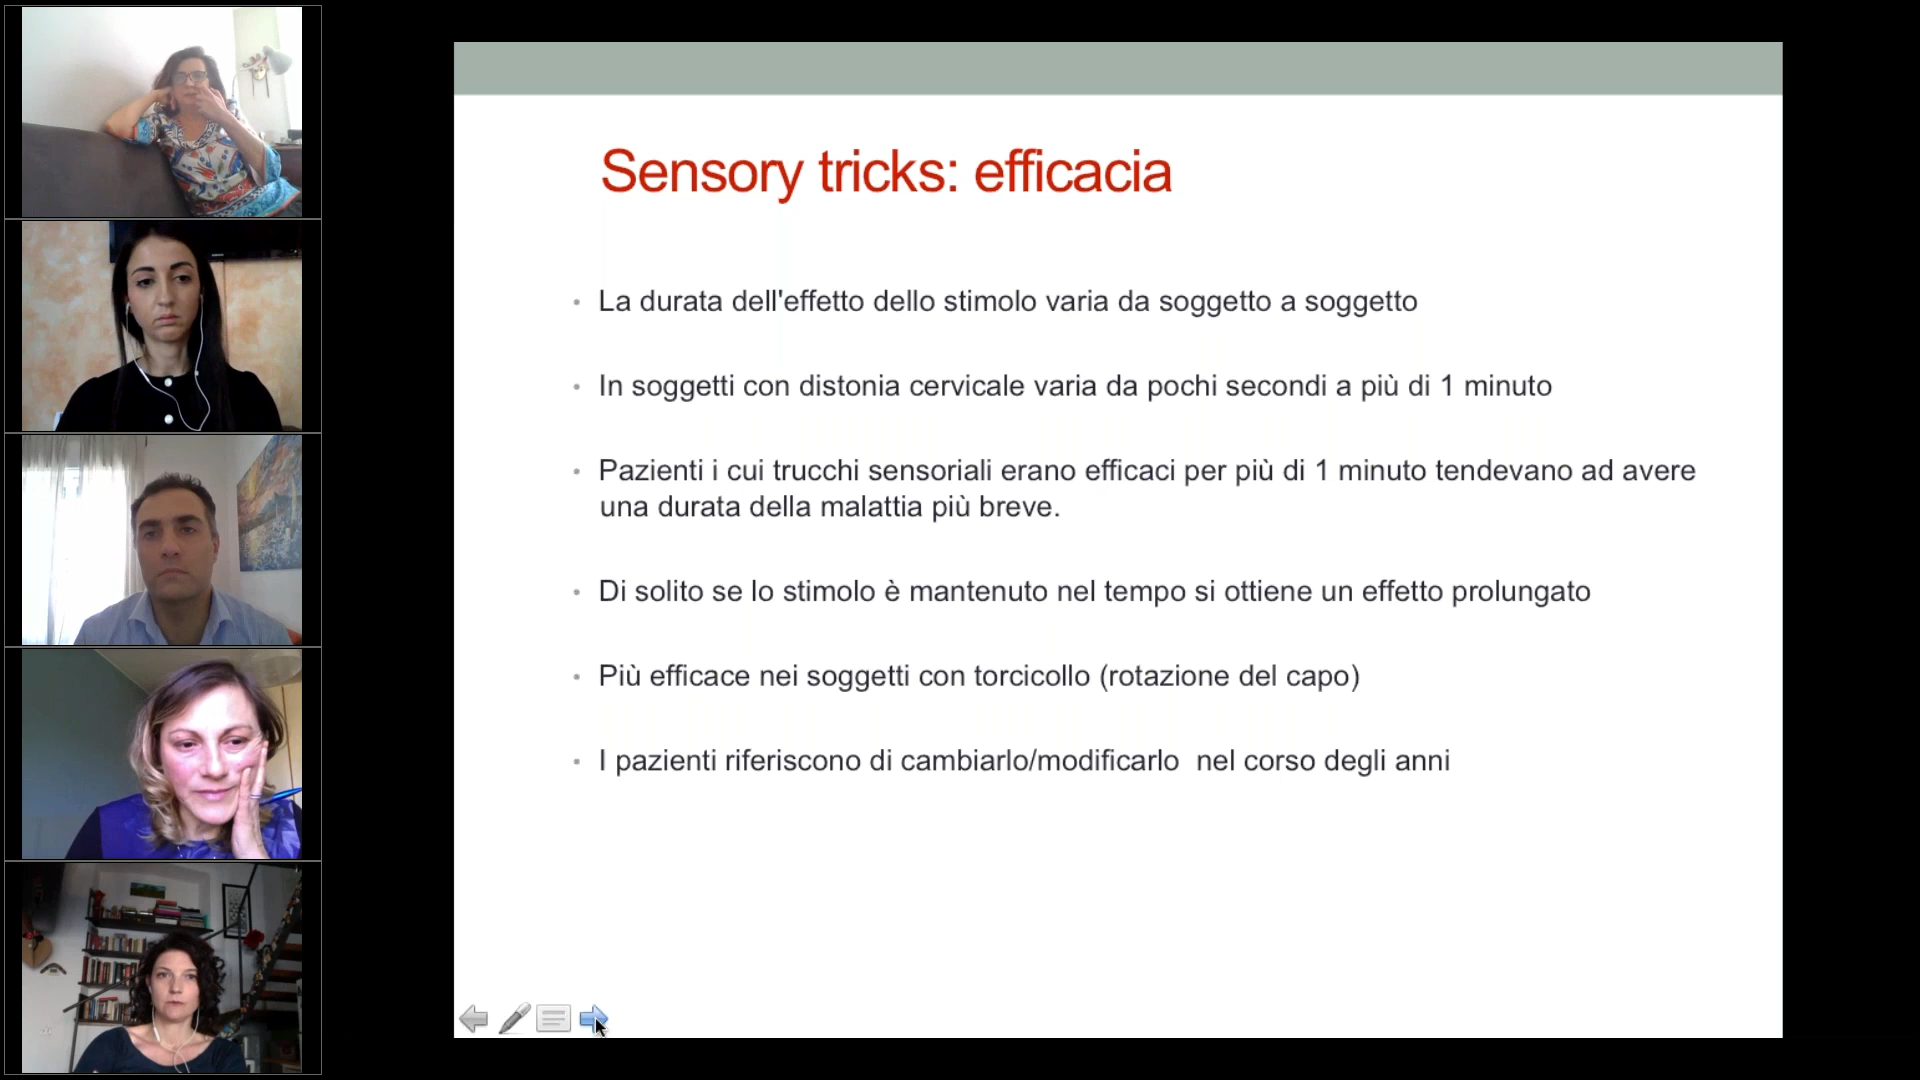 Sensory tricks: efficacia
• La durata dell'effetto dello stimolo varia da soggetto a soggetto
• In soggetti con distonia cervicale varia da pochi secondi a più di 1 minuto
• Pazienti i cui trucchi sensoriali erano efficaci per più di 1 minuto tendevano ad avere
una durata della malattia più breve.
• Di solito se lo stimolo è mantenuto nel tempo si ottiene un effetto prolungato
• Più efficace nei soggetti con torcicollo (rotazione del capo)
• I pazienti riferiscono di cambiarlo/modificarlo  nel corso degli anni